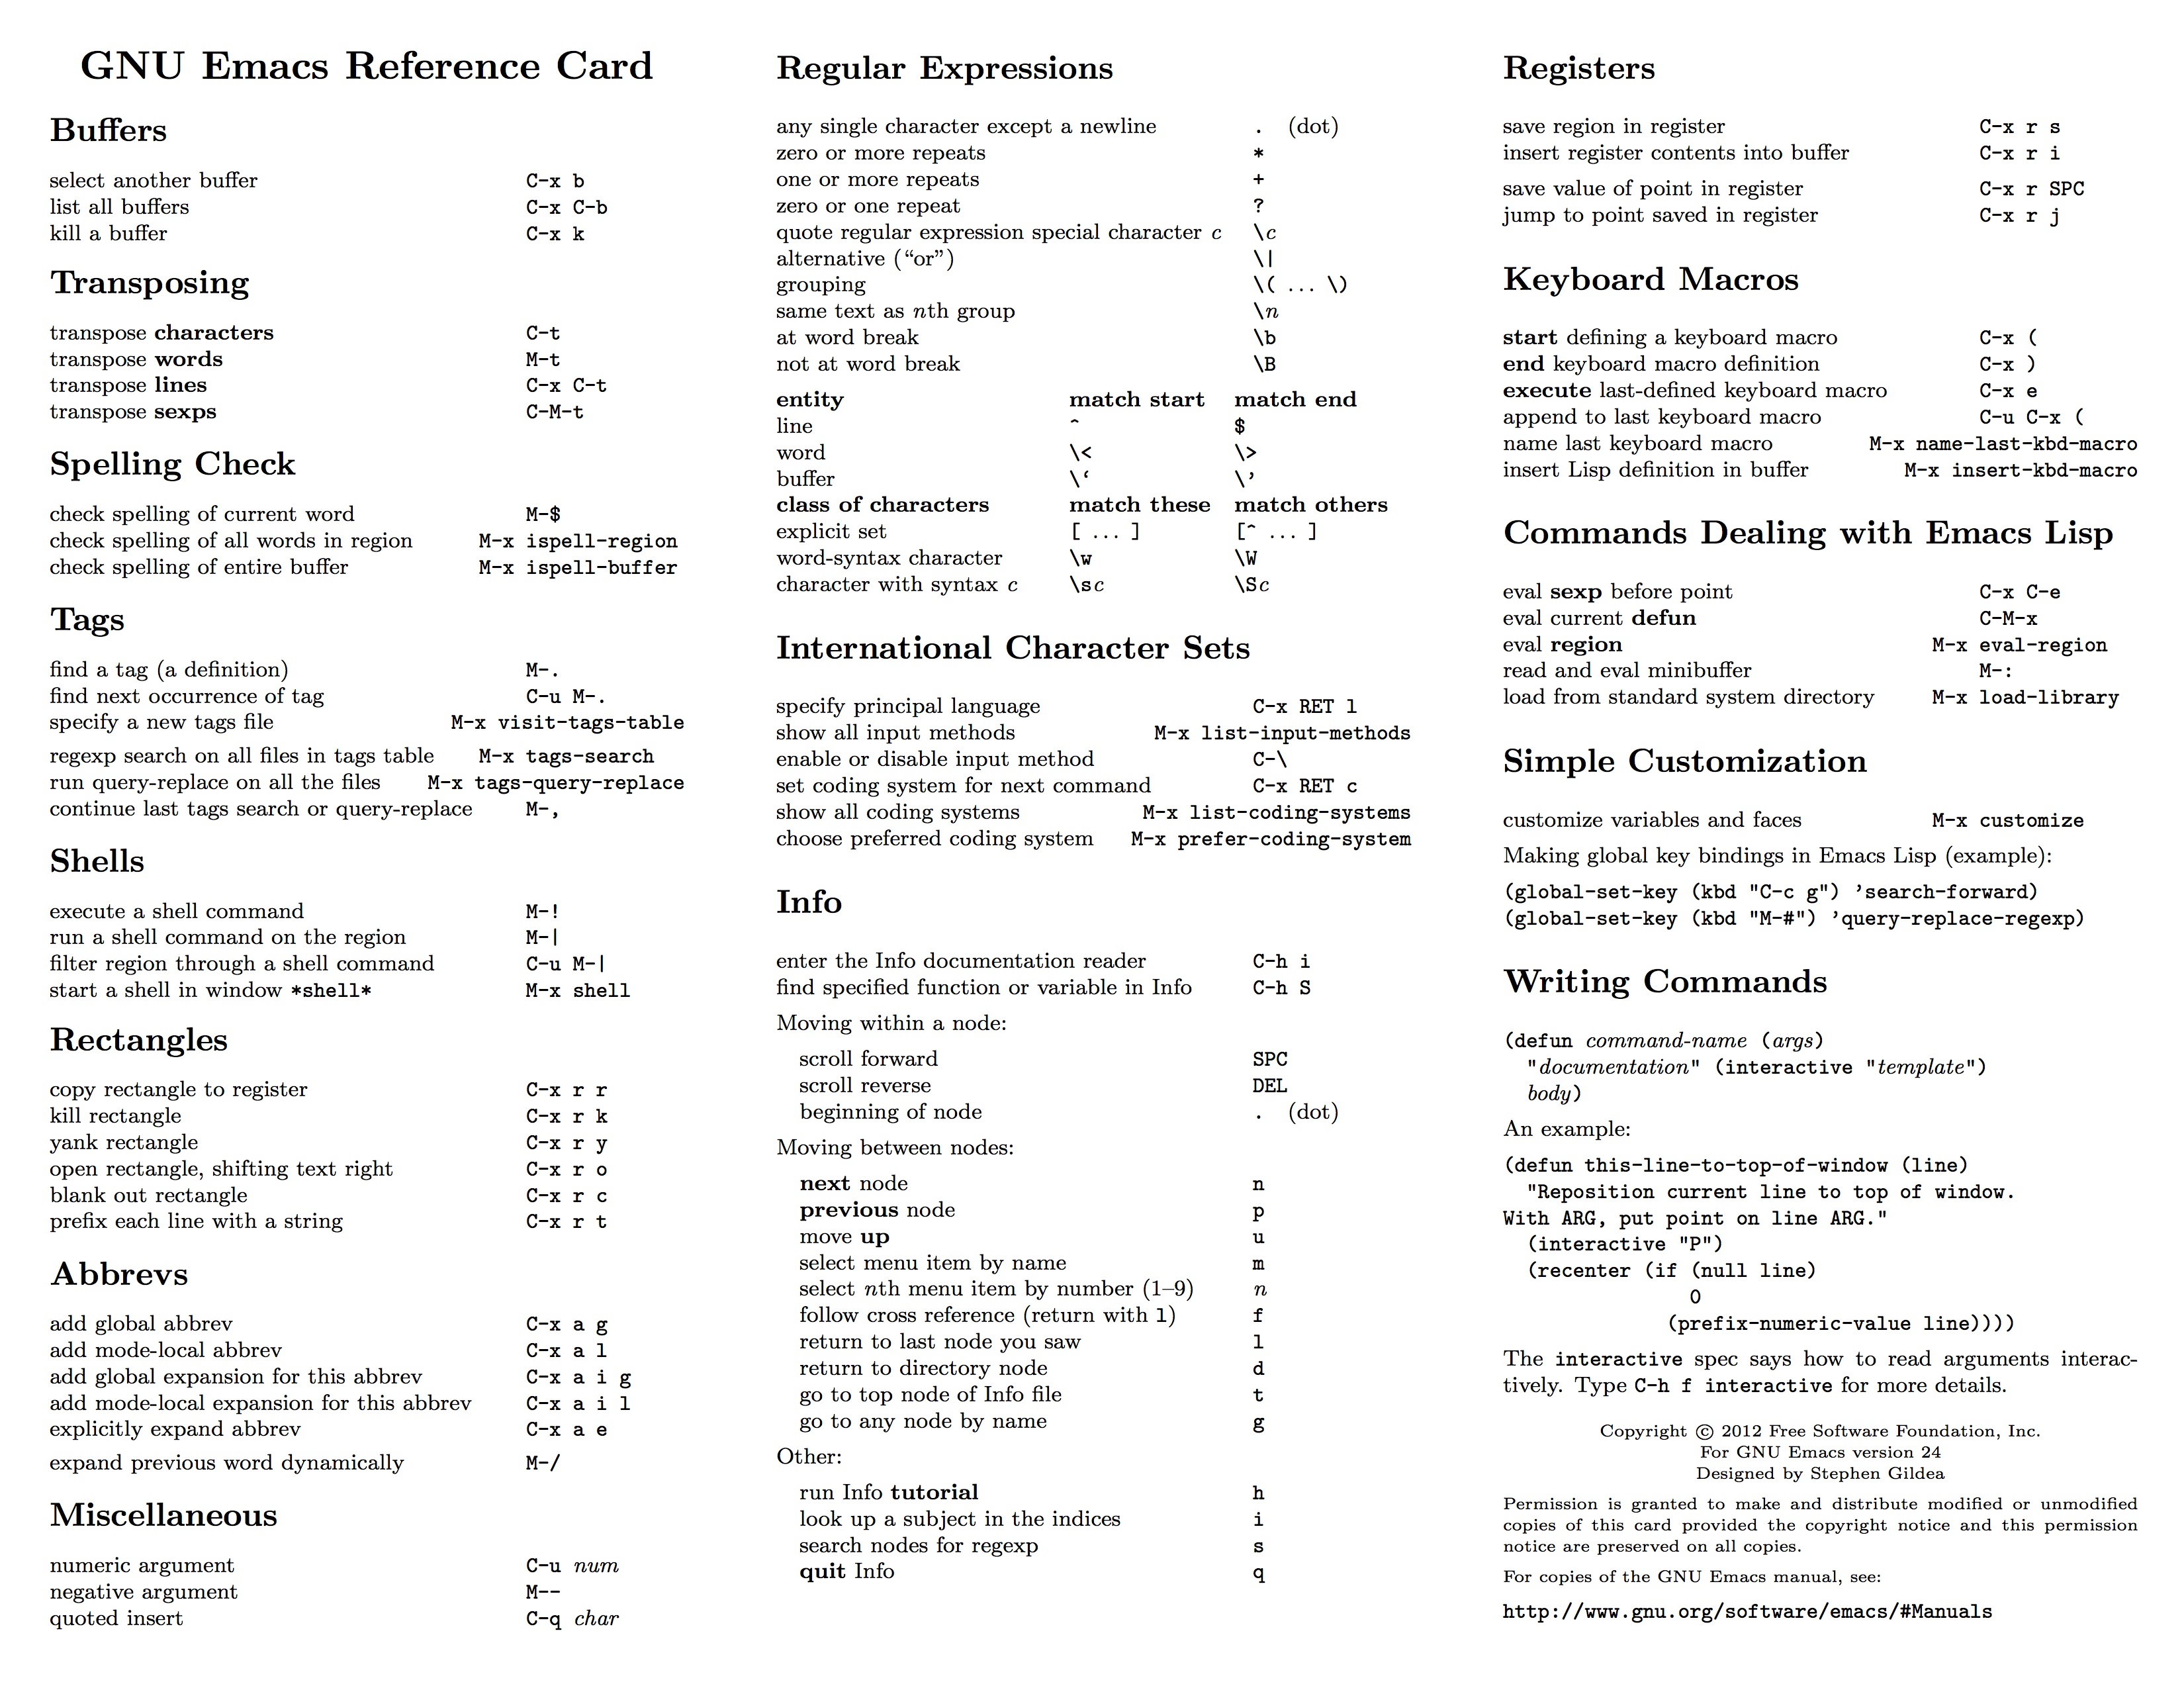 GNU Emacs Reference Card
Buffers
select another buffer C-x b
list all buffers C-x C-b
kill a buffer C-x k
Transposing
transpose characters C-t
transpose words M-t
transpose lines C-x C-t
transpose sexps C-M-t
Spelling Check
check spelling of current word M-$
check spelling of all words in region M-x ispell-region
check spelling of entire buffer M-x ispell-buffer
Tags
find a tag (a definition) M-.
find next occurrence of tag C-u M-.
specify a new tags file M-x visit-tags-table
regexp search on all files in tags table M-x tags-search
run query-replace on all the files M-x tags-query-replace
continue last tags search or query-replace M-,
Shells
execute a shell command M-!
run a shell command on the region M-|
filter region through a shell command C-u M-|
start a shell in window *shell* M-x shell
Rectangles
copy rectangle to register C-x r r
kill rectangle C-x r k
yank rectangle C-x r y
open rectangle, shifting text right C-x r o
blank out rectangle C-x r c
prefix each line with a string C-x r t
Abbrevs
add global abbrev C-x a g
add mode-local abbrev C-x a l
add global expansion for this abbrev C-x a i g
add mode-local expansion for this abbrev C-x a i l
explicitly expand abbrev C-x a e
expand previous word dynamically M-/
Miscellaneous
numeric argument C-u num
negative argument M--
quoted insert C-q char
Regular Expressions
any single character except a newline . (dot)
zero or more repeats *
one or more repeats +
zero or one repeat ?
quote regular expression special character c \c
alternative (“or”) \|
grouping \( ... \)
same text as nth group \n
at word break \b
not at word break \B
entity match start match end
line ^ $
word \< \>
buffer \‘ \’
class of characters match these match others
explicit set [ ... ] [^ ... ]
word-syntax character \w \W
character with syntax c \sc \Sc
International Character Sets
specify principal language C-x RET l
show all input methods M-x list-input-methods
enable or disable input method C-\
set coding system for next command C-x RET c
show all coding systems M-x list-coding-systems
choose preferred coding system M-x prefer-coding-system
Info
enter the Info documentation reader C-h i
find specified function or variable in Info C-h S
Moving within a node:
scroll forward SPC
scroll reverse DEL
beginning of node . (dot)
Moving between nodes:
next node n
previous node p
move up u
select menu item by name m
select nth menu item by number (1–9) n
follow cross reference (return with l) f
return to last node you saw l
return to directory node d
go to top node of Info file t
go to any node by name g
Other:
run Info tutorial h
look up a subject in the indices i
search nodes for regexp s
quit Info q
Registers
save region in register C-x r s
insert register contents into buffer C-x r i
save value of point in register C-x r SPC
jump to point saved in register C-x r j
Keyboard Macros
start defining a keyboard macro C-x (
end keyboard macro definition C-x )
execute last-defined keyboard macro C-x e
append to last keyboard macro C-u C-x (
name last keyboard macro M-x name-last-kbd-macro
insert Lisp definition in buffer M-x insert-kbd-macro
Commands Dealing with Emacs Lisp
eval sexp before point C-x C-e
eval current defun C-M-x
eval region M-x eval-region
read and eval minibuffer M-:
load from standard system directory M-x load-library
Simple Customization
customize variables and faces M-x customize
Making global key bindings in Emacs Lisp (example):
(global-set-key (kbd "C-c g") ’search-forward)
(global-set-key (kbd "M-#") ’query-replace-regexp)
Writing Commands
(defun command-name (args)
"documentation" (interactive "template")
body)
An example:
(defun this-line-to-top-of-window (line)
"Reposition current line to top of window.
With ARG, put point on line ARG."
(interactive "P")
(recenter (if (null line)
0
(prefix-numeric-value line))))
The interactive spec says how to read arguments interac-
tively. Type C-h f interactive for more details.
Copyright © 2012 Free Software Foundation, Inc.
For GNU Emacs version 24
Designed by Stephen Gildea
Permission is granted to make and distribute modified or unmodified
copies of this card provided the copyright notice and this permission
notice are preserved on all copies.
For copies of the GNU Emacs manual, see:
http://www.gnu.org/software/emacs/#Manuals